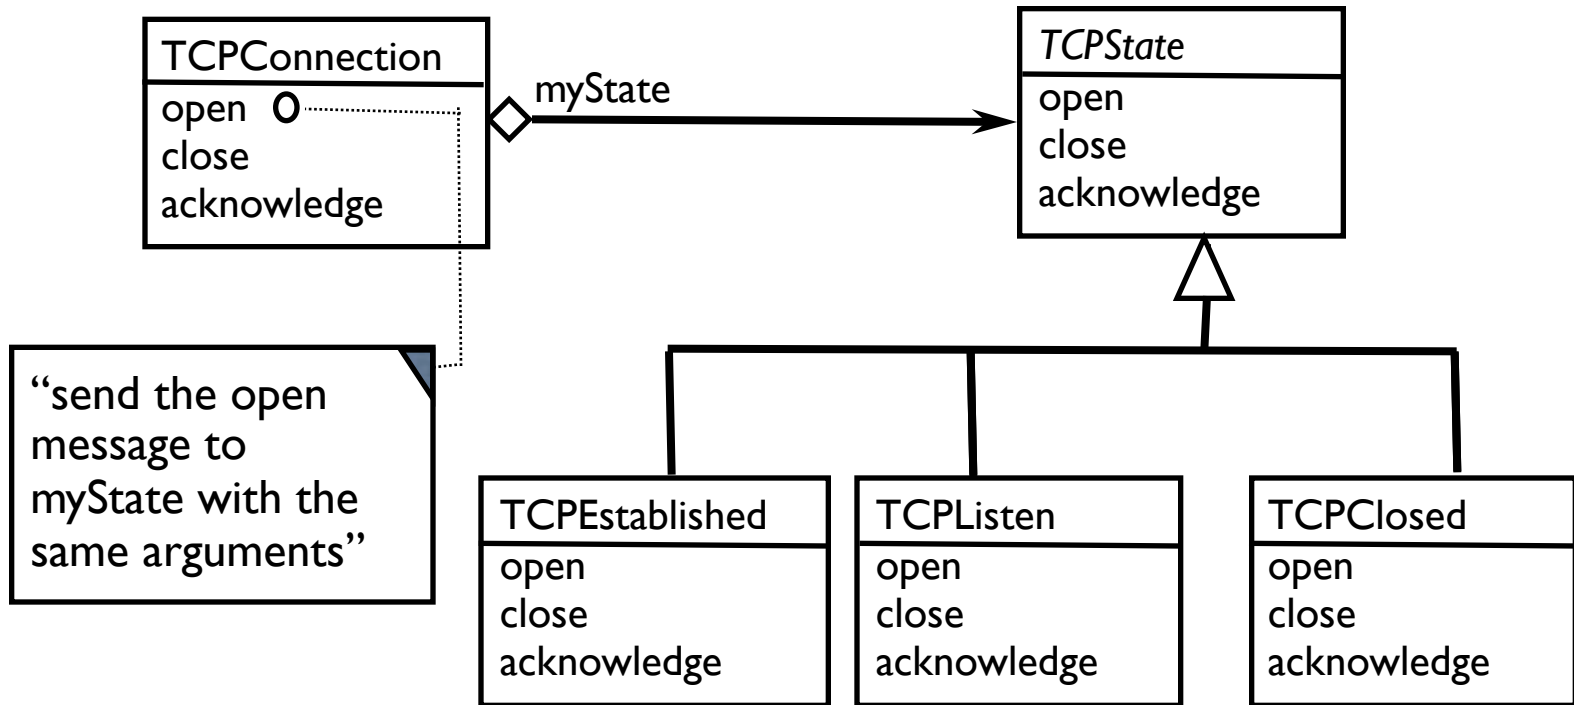 TCPConnection
open
close
acknowledge
myState
TCPState
open
close
acknowledge
“send the open
message to
myState with the
same arguments”
TCPEstablished
open
close
acknowledge
TCPListen
open
close
acknowledge
TCPClosed
open
close
acknowledge